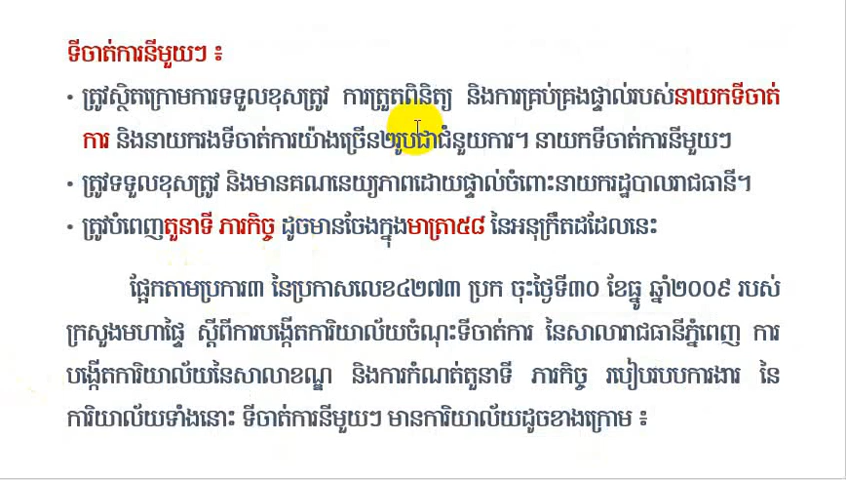 ទីចាត់ការនីមួយៗ ៖
• ត្រូវស្ថិតក្រោមការទទួលខុសត្រូវ ការត្រួតពិនិត្យ និងការគ្រប់គ្រងផ្ទាល់របស់នាយកទីចាត់
ការ និងនាយករងទីចាត់ការយ៉ាងច្រើន២រូបជាជំនួយការ។ នាយកទីចាត់ការនីមួយៗ
• ត្រូវទទួលខុសត្រូវ និងមានគណនេយ្យភាពដោយផ្ទាល់ចំពោះនាយករដ្ឋបាលរាជធានី។
• ត្រូវបំពេញតួនាទី ភារកិច្ច ដូចមានចែងក្នុងមាត្រា៥៨ នៃអនុក្រឹតដដែលនេះ
ផ្អែកតាមប្រការ៣ នៃប្រកាសលេខ៤២៧៣ ប្រក ចុះថ្ងៃទី៣០ ខែធ្នូ ឆ្នាំ២០០៩ របស់
ក្រសួងមហាផ្ទៃ ស្ដីពីការបង្កើតការិយាល័យចំណុះទីចាត់ការ នៃសាលារាជធានីភ្នំពេញ ការ
បង្កើតការិយាល័យនៃសាលាខណ្ឌ និងការកំណត់តួនាទី ភារកិច្ច របៀបរបបការងារ នៃ
ការិយាល័យទាំងនោះ ទីចាត់ការនីមួយៗ មានការិយាល័យដូចខាងក្រោម ៖